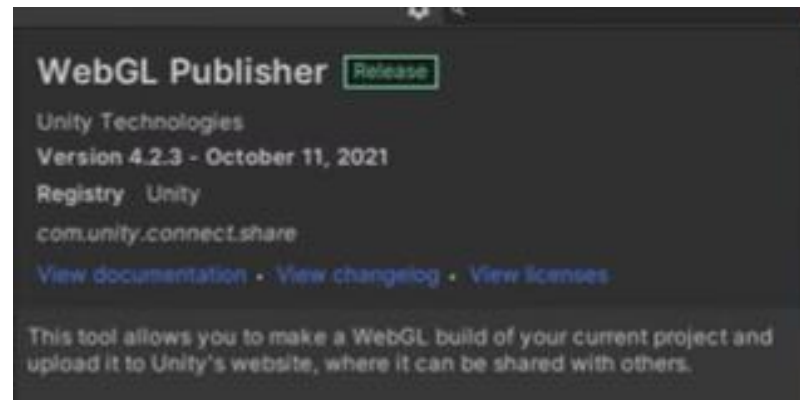 WebGL Publisher Release
Unity Technologies
Version 4.2.3 - October 11, 2021
Registry Unity
com.unity.connect.share
View documentation • View changelog • View licenses
This tool allows you to make a WebGL build of your current project and
upload it to Unity's website, where it can be shared with others.